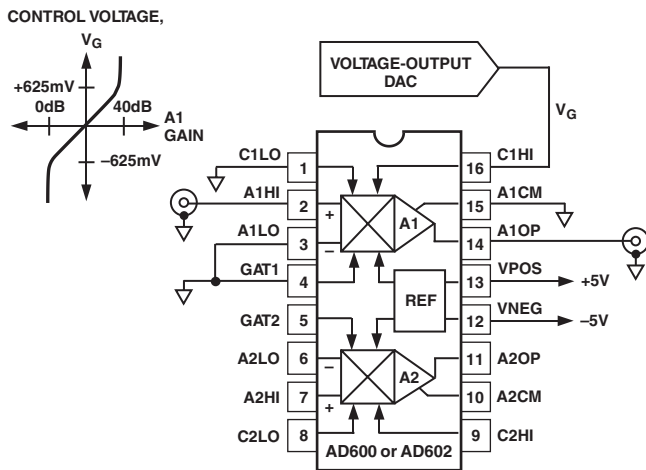 CONTROL VOLTAGE,
VG
+625mV
0dB 40dB
A1
GAIN
–625mV
VOLTAGE-OUTPUT
DAC
VG
C1LO 1 16 C1HI
A1HI 2 + 15 A1CM
A1
A1LO 3 – 14 A1OP
GAT1 4 REF 13 VPOS +5V
GAT2 5 12 VNEG –5V
A2LO 6 – 11 A2OP
A2
A2HI 7 + 10 A2CM
C2LO 8 9 C2HI
AD600 or AD602